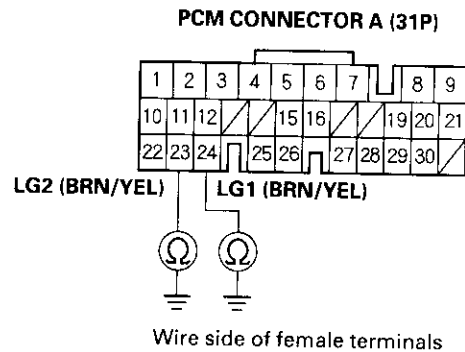 PCM CONNECTOR A (31P)
1 2 3 4 5 6 7 8 9
10 11 12 15 16 19 20 21
22 23 24 25 26 27 28 29 30
LG2 (BRN/YEL) LG1 (BRN/YEL)
Ω Ω
Wire side of female terminals